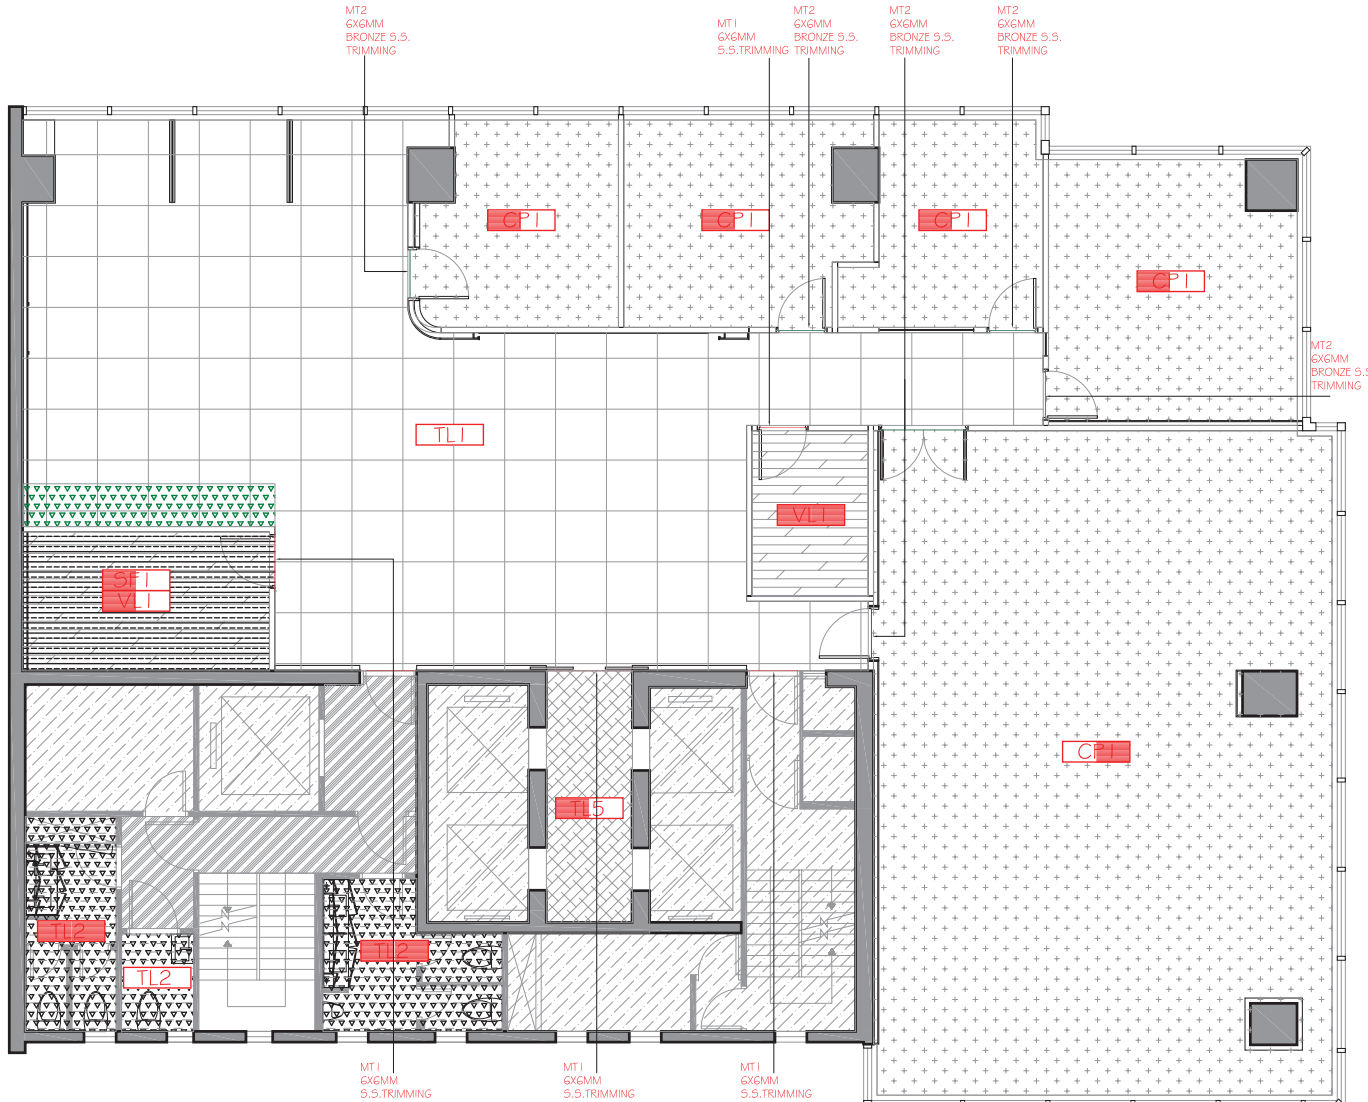 MT2
6X6MM
BRONZE S.S.
TRIMMING
MT1
6X6MM
S.S.TRIMMING
MT2
6X6MM
BRONZE S.S.
TRIMMING
MT2
6X6MM
BRONZE S.S.
TRIMMING
MT2
6X6MM
BRONZE S.S.
TRIMMING
CP1
CP1
CP1
CP1
MT2
6X6MM
BRONZE S.S
TRIMMING
TL1
VL1
SF1
VL1
CP1
TL5
TL2
TL2
TL2
MT1
6X6MM
S.S.TRIMMING
MT1
6X6MM
S.S.TRIMMING
MT1
6X6MM
S.S.TRIMMING